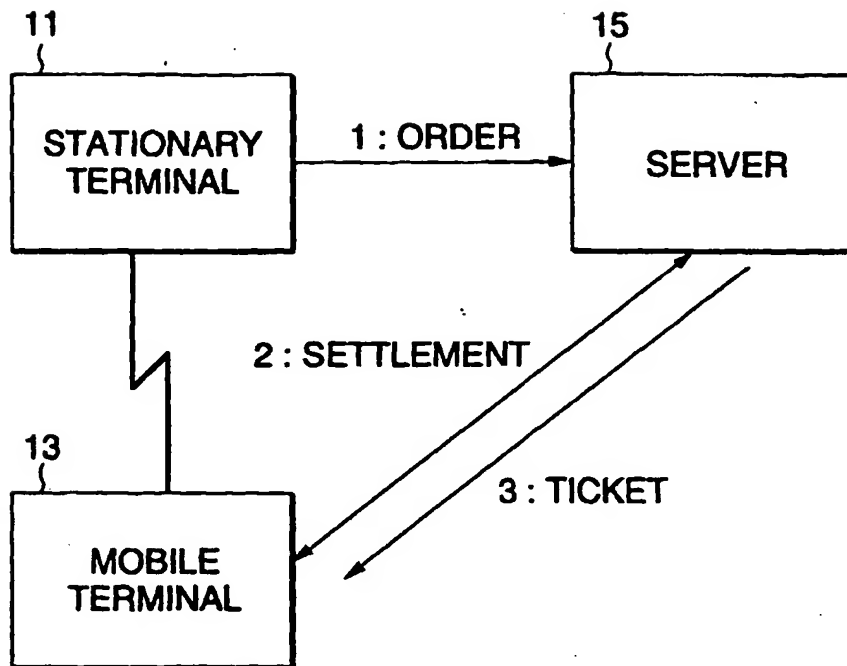 11
15
STATIONARY
TERMINAL
1 : ORDER
SERVER
2 : SETTLEMENT
13
3 : TICKET
MOBILE
TERMINAL